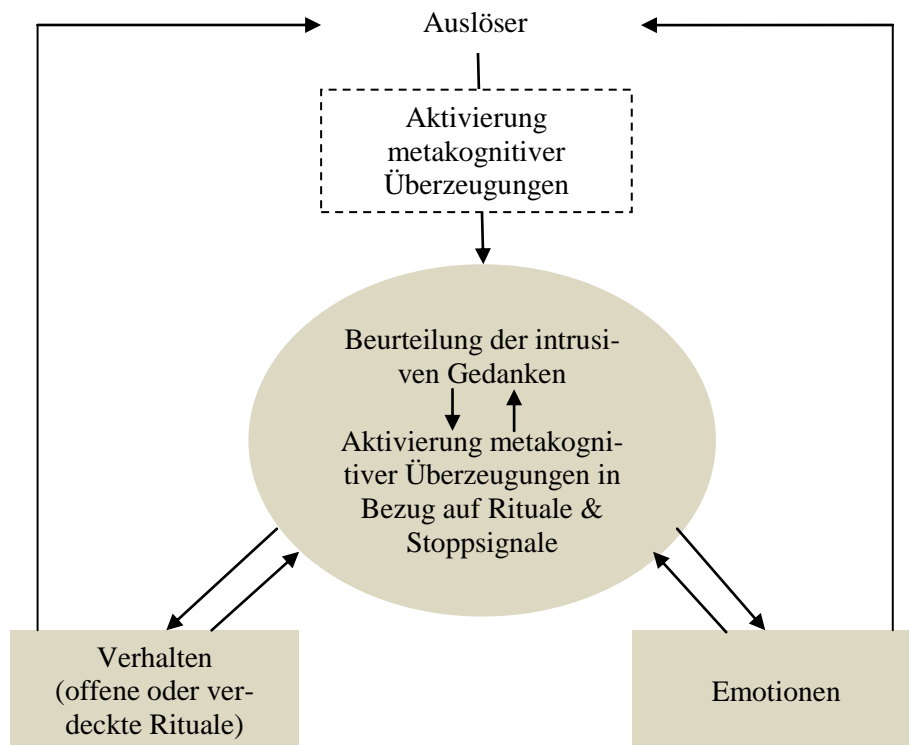 Auslöser
Aktivierung
metakognitiver
Überzeugungen
Beurteilung der intrusi-
ven Gedanken
Aktivierung metakogni-
tiver Überzeugungen in
Bezug auf Rituale &
Stoppsignale
Verhalten
(offene oder ver-
deckte Rituale)
Emotionen